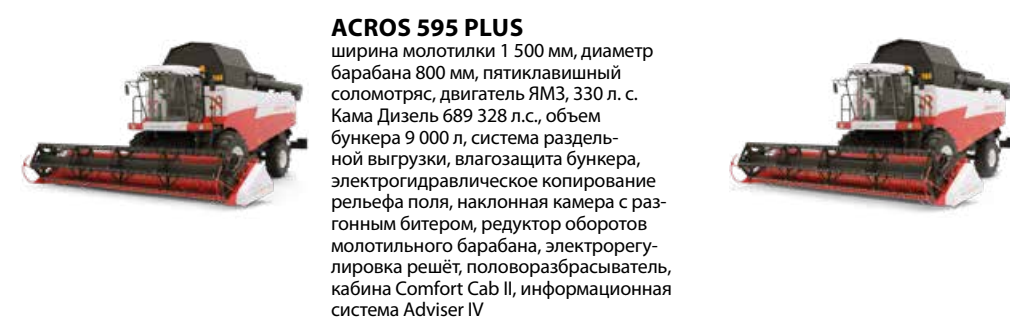 ACROS 595 PLUS
ширина молотилки 1 500 мм, диаметр
барабана 800 мм, пятиклавишный
соломотряс, двигатель ЯМЗ, 330 л. с.
Кама Дизель 689 328 л.с., объем
бункера 9 000 л, система раздель-
ной выгрузки, влагозащита бункера,
электрогидравлическое копирование
рельефа поля, наклонная камера с раз-
гонным битером, редуктор оборотов
молотильного барабана, электрорегу-
лировка решёт, половоразбрасыватель,
кабина Comfort Cab II, информационная
система Adviser IV